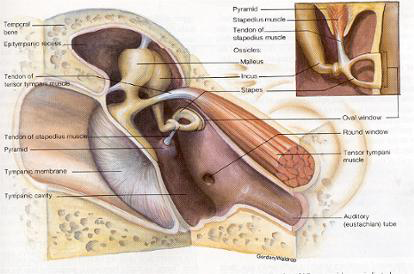 Temporal
bone
Epitympanic recess
Tendon of
tensor tympani muscle
Tendon of stapedius muscle
Pyramid
Tympanic membrane
Tympanic cavity
Pyramid
Stapedius muscle
Tendon of
stapedius muscle
Ossicles:
Malleus
Incus
Stapes
Oval window
Round window
Tensor tympani
muscle
Auditory
(eustachian) tube
Gordon/Waldrop